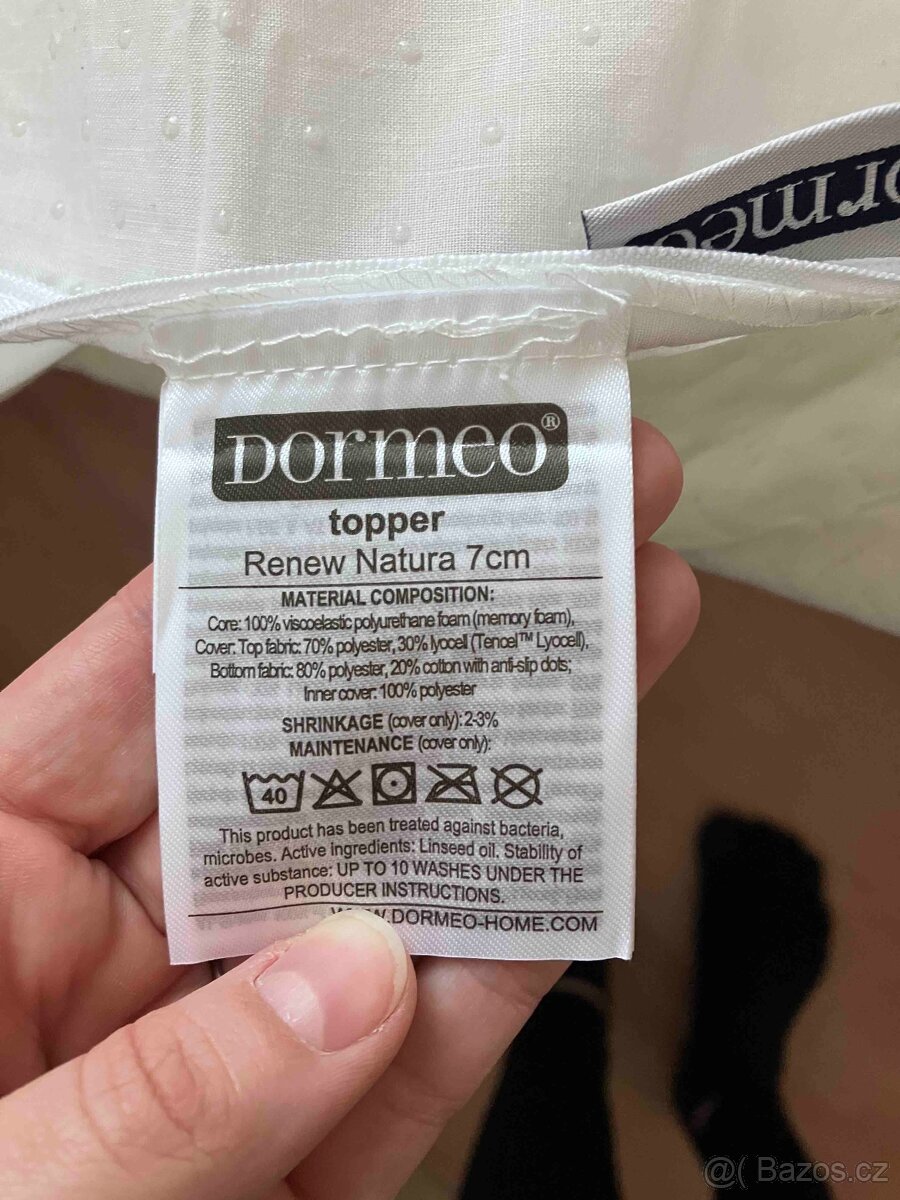 Dormeo
Dormeo®
topper
Renew Natura 7cm
MATERIAL COMPOSITION:
Core: 100% viscoelastic polyurethane foam (memory foam),
Cover: Top fabric: 70% polyester, 30% lyocell (Tencel™ Lyocell),
Bottom fabric: 80% polyester, 20% cotton with anti-slip dots;
Inner cover: 100% polyester
SHRINKAGE (cover only): 2-3%
MAINTENANCE (cover only):
40
This product has been treated against bacteria,
microbes. Active ingredients: Linseed oil. Stability of
active substance: UP TO 10 WASHES UNDER THE
PRODUCER INSTRUCTIONS.
WWW.DORMEO-HOME.COM
@( Bazos.cz